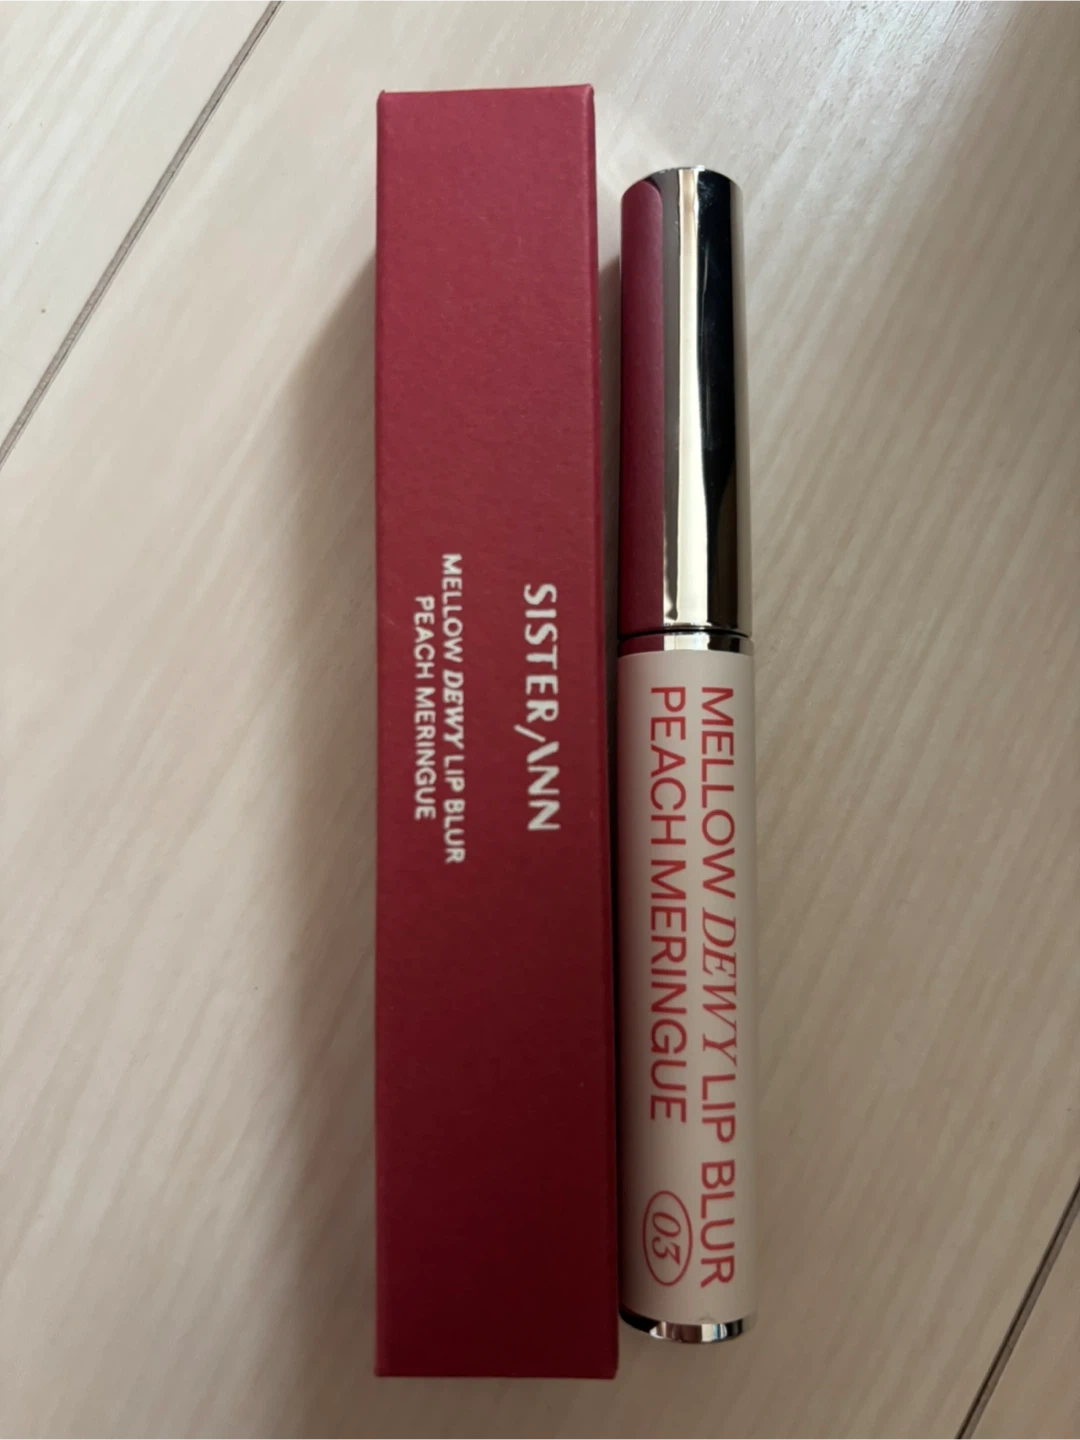 SISTER/ANN
MELLOW DEWY LIP BLUR
PEACH MERINGUE
MELLOW DEWY LIP BLUR
PEACH MERINGUE 03